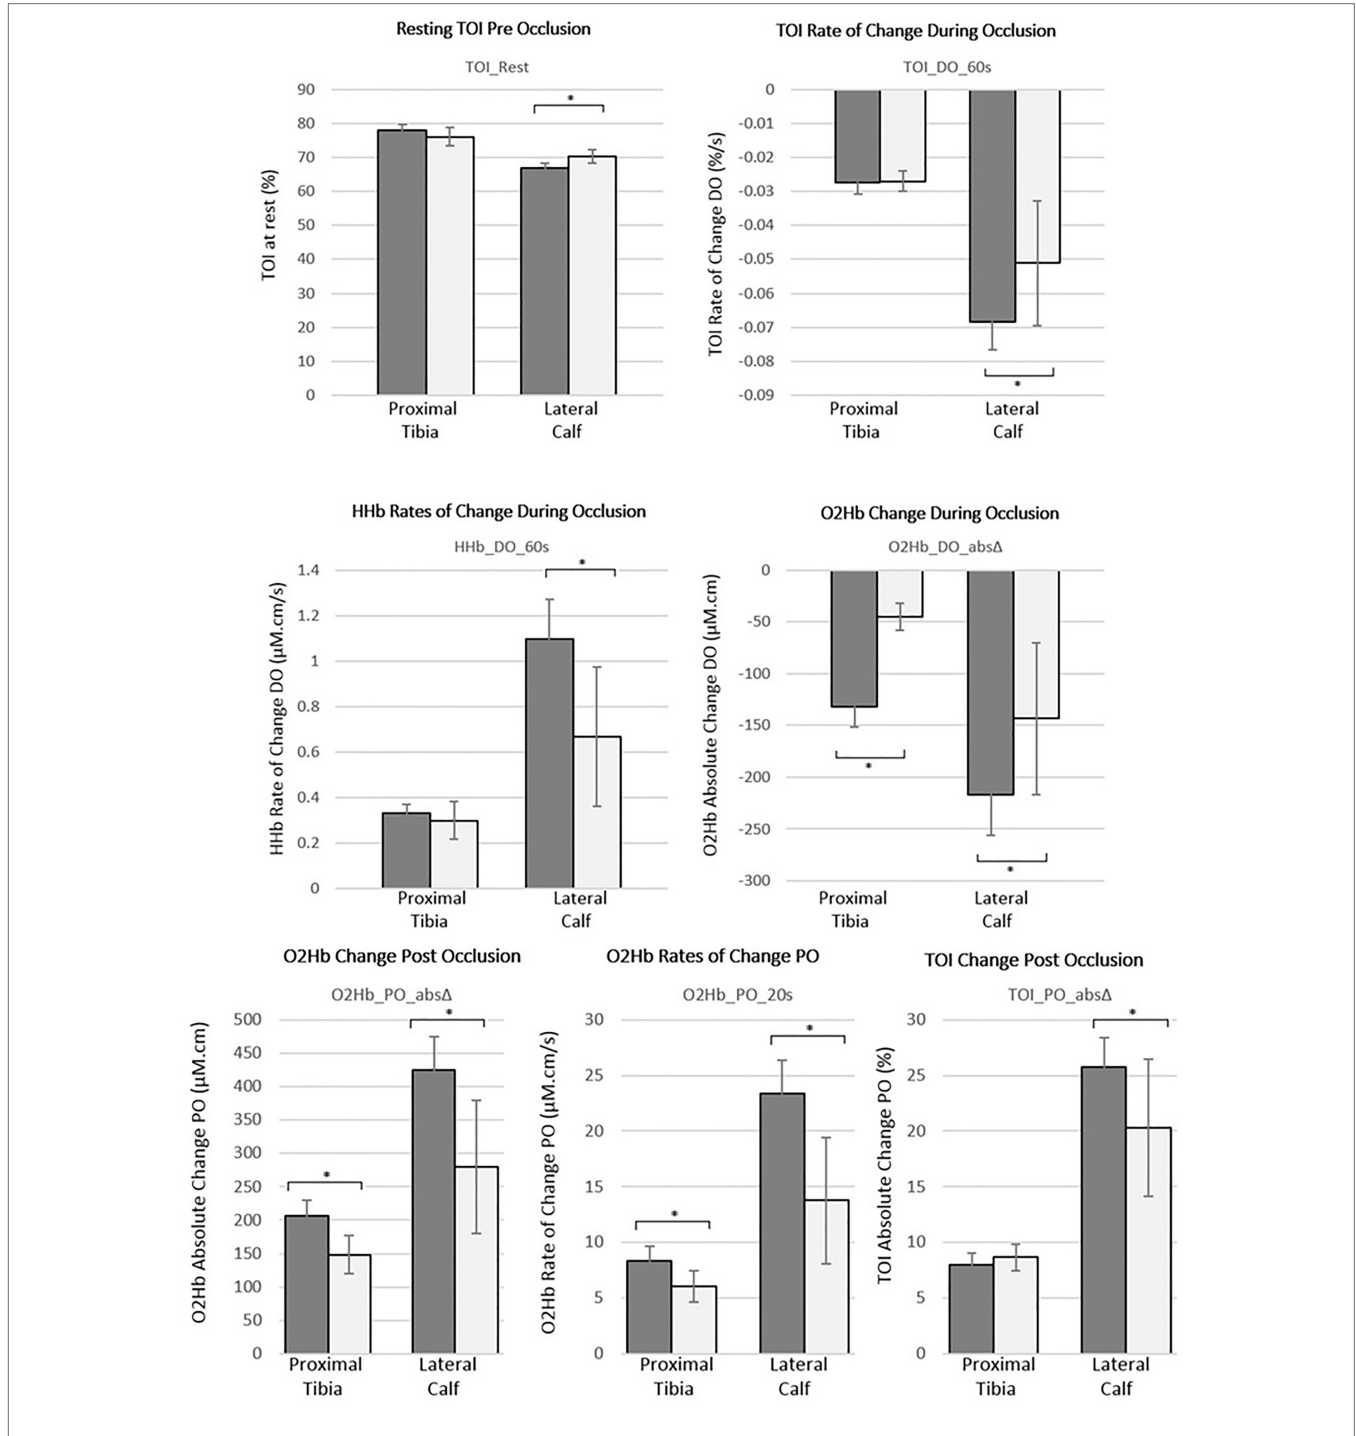 Resting TOI Pre Occlusion
TOI_Rest
TOI at rest (%)
90
80
70
60
50
40
30
20
10
0
*
Proximal
Tibia
Lateral
Calf
TOI Rate of Change During Occlusion
TOI_DO_60s
TOI Rate of Change DO (%/s)
0
-0.01
-0.02
-0.03
-0.04
-0.05
-0.06
-0.07
-0.08
-0.09
*
Proximal
Tibia
Lateral
Calf
HHb Rates of Change During Occlusion
HHb_DO_60s
HHb Rate of Change DO (µM.cm/s)
1.4
1.2
1
0.8
0.6
0.4
0.2
0
*
Proximal
Tibia
Lateral
Calf
O2Hb Change During Occlusion
O2Hb_DO_absΔ
O2Hb Absolute Change DO (µM.cm)
0
-50
-100
-150
-200
-250
-300
*
*
Proximal
Tibia
Lateral
Calf
O2Hb Change Post Occlusion
O2Hb_PO_absΔ
O2Hb Absolute Change PO (µM.cm)
500
450
400
350
300
250
200
150
100
50
0
*
*
Proximal
Tibia
Lateral
Calf
O2Hb Rates of Change PO
O2Hb_PO_20s
O2Hb Rate of Change PO (µM.cm/s)
30
25
20
15
10
5
0
*
*
Proximal
Tibia
Lateral
Calf
TOI Change Post Occlusion
TOI_PO_absΔ
TOI Absolute Change PO (%)
30
25
20
15
10
5
0
*
Proximal
Tibia
Lateral
Calf